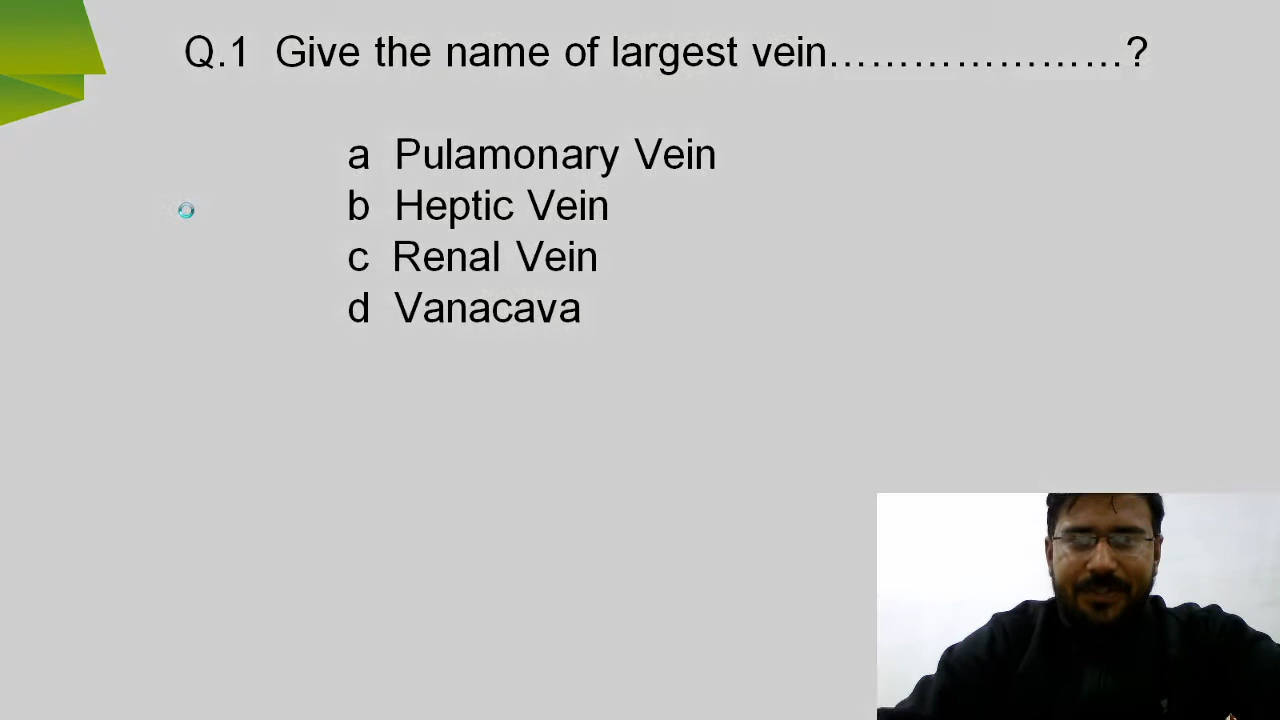 Q.1 Give the name of largest vein.....................?
a Pulamonary Vein
b Heptic Vein
c Renal Vein
d Vanacava